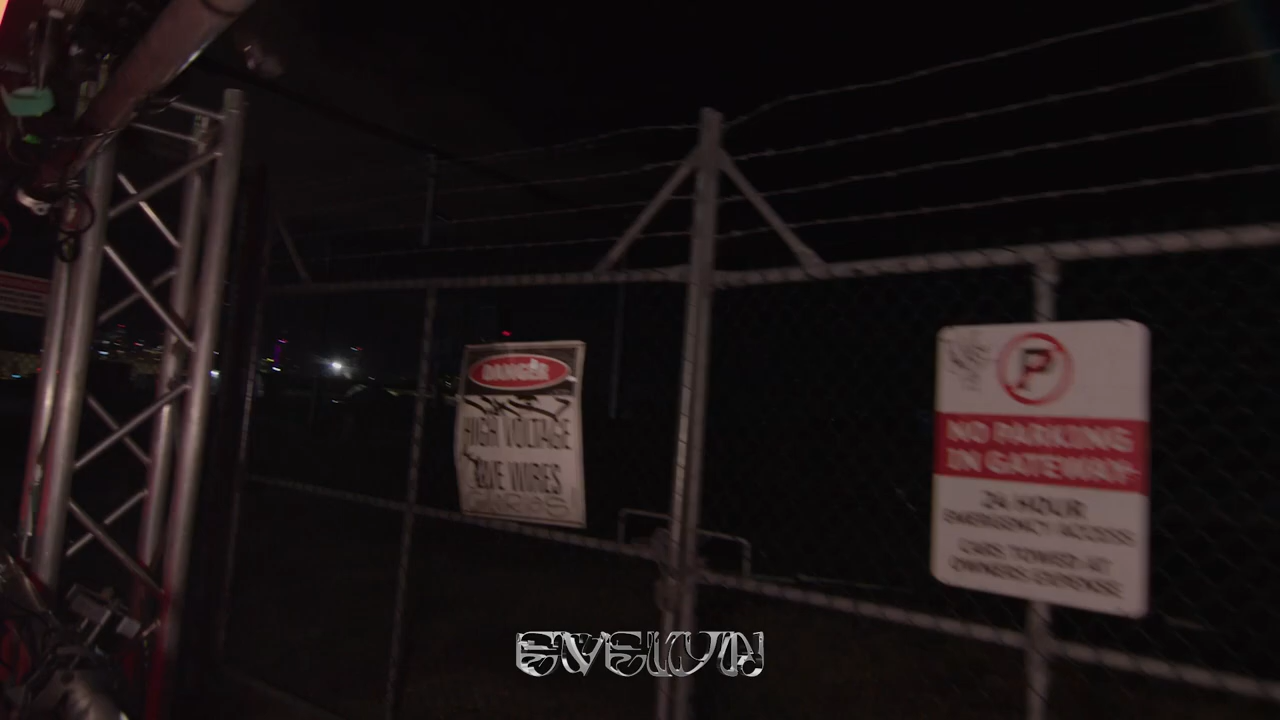 DANGER
HIGH VOLTAGE
LIVE WIRES
P
NO PARKING
IN GATEWAY
24 HOUR
EMERGENCY ACCESS
CARS TOWED AT
OWNERS EXPENSE
EVELYN